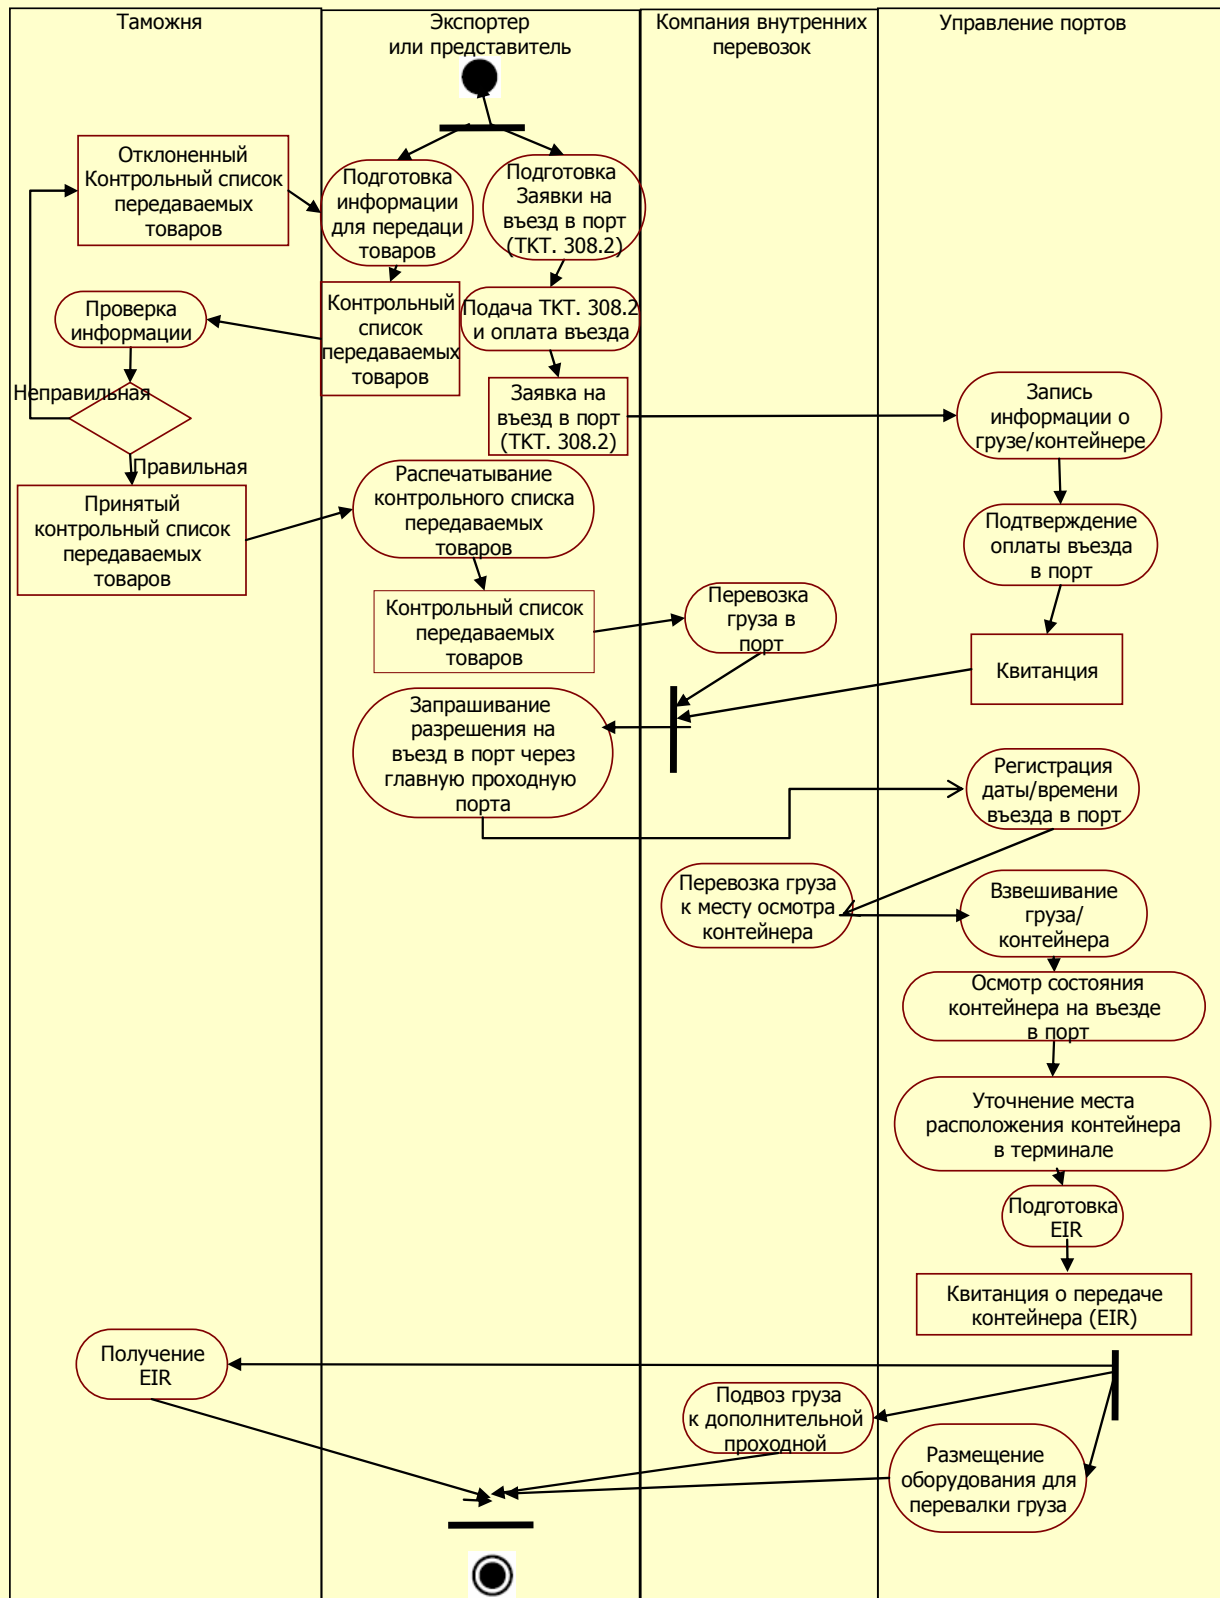 Таможня
Экспортер
или представитель
Компания внутренних
перевозок
Управление портов
Отклоненный
Контрольный список
передаваемых
товаров
Подготовка
информации
для передаци
товаров
Подготовка
Заявки на
въезд в порт
(TKT. 308.2)
Проверка
информации
Контрольный
список
передаваемых
товаров
Подача TKT. 308.2
и оплата въезда
Неправильная
Правильная
Заявка на
въезд в порт
(TKT. 308.2)
Запись
информации о
грузе/контейнере
Принятый
контрольный список
передаваемых
товаров
Распечатывание
контрольного списка
передаваемых
товаров
Подтверждение
оплаты въезда
в порт
Контрольный список
передаваемых
товаров
Перевозка
груза в
порт
Квитанция
Запрашивание
разрешения на
въезд в порт через
главную проходную
порта
Регистрация
даты/времени
въезда в порт
Перевозка груза
к месту осмотра
контейнера
Взвешивание
груза/
контейнера
Осмотр состояния
контейнера на въезде
в порт
Уточнение места
расположения контейнера
в терминале
Подготовка
EIR
Квитанция о передаче
контейнера (EIR)
Получение
EIR
Подвоз груза
к дополнительной
проходной
Размещение
оборудования для
перевалки груза